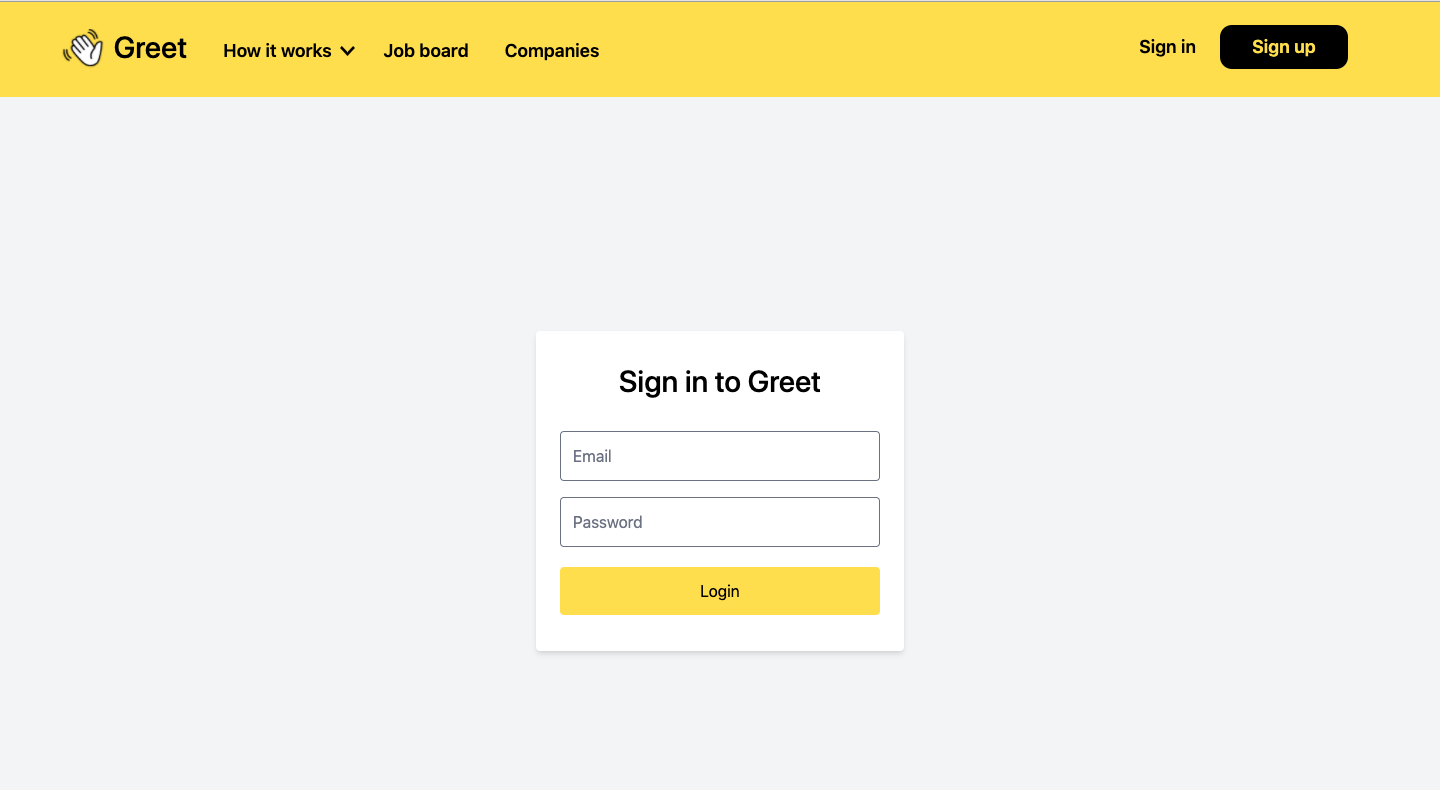 Greet
How it works
Job board
Companies
Sign in
Sign up
Sign in to Greet
Email
Password
Login